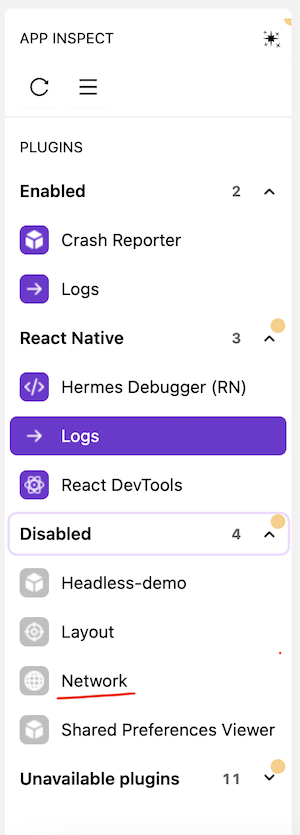 APP INSPECT
PLUGINS
Enabled 2
Crash Reporter
Logs
React Native 3
Hermes Debugger (RN)
Logs
React DevTools
Disabled 4
Headless-demo
Layout
Network
Shared Preferences Viewer
Unavailable plugins 11